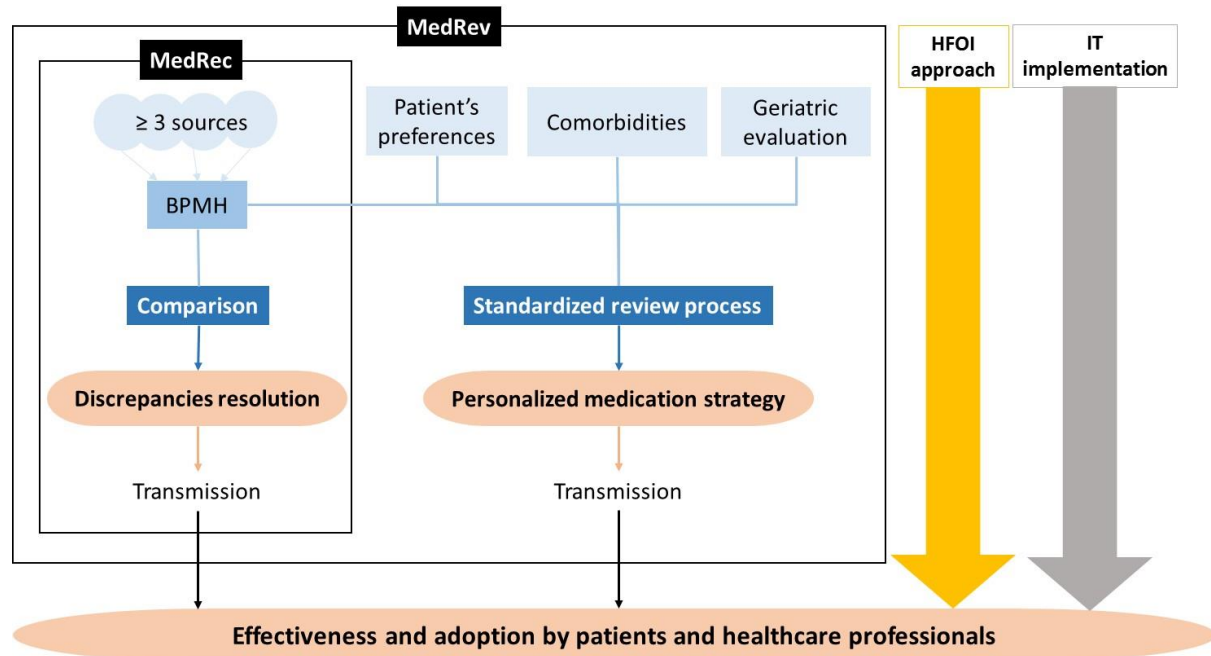 MedRev
MedRec
≥ 3 sources
Patient's
preferences
Comorbidities
Geriatric
evaluation
BPMH
Comparison
Standardized review process
Discrepancies resolution
Personalized medication strategy
Transmission
Transmission
HFOI
approach
IT
implementation
Effectiveness and adoption by patients and healthcare professionals